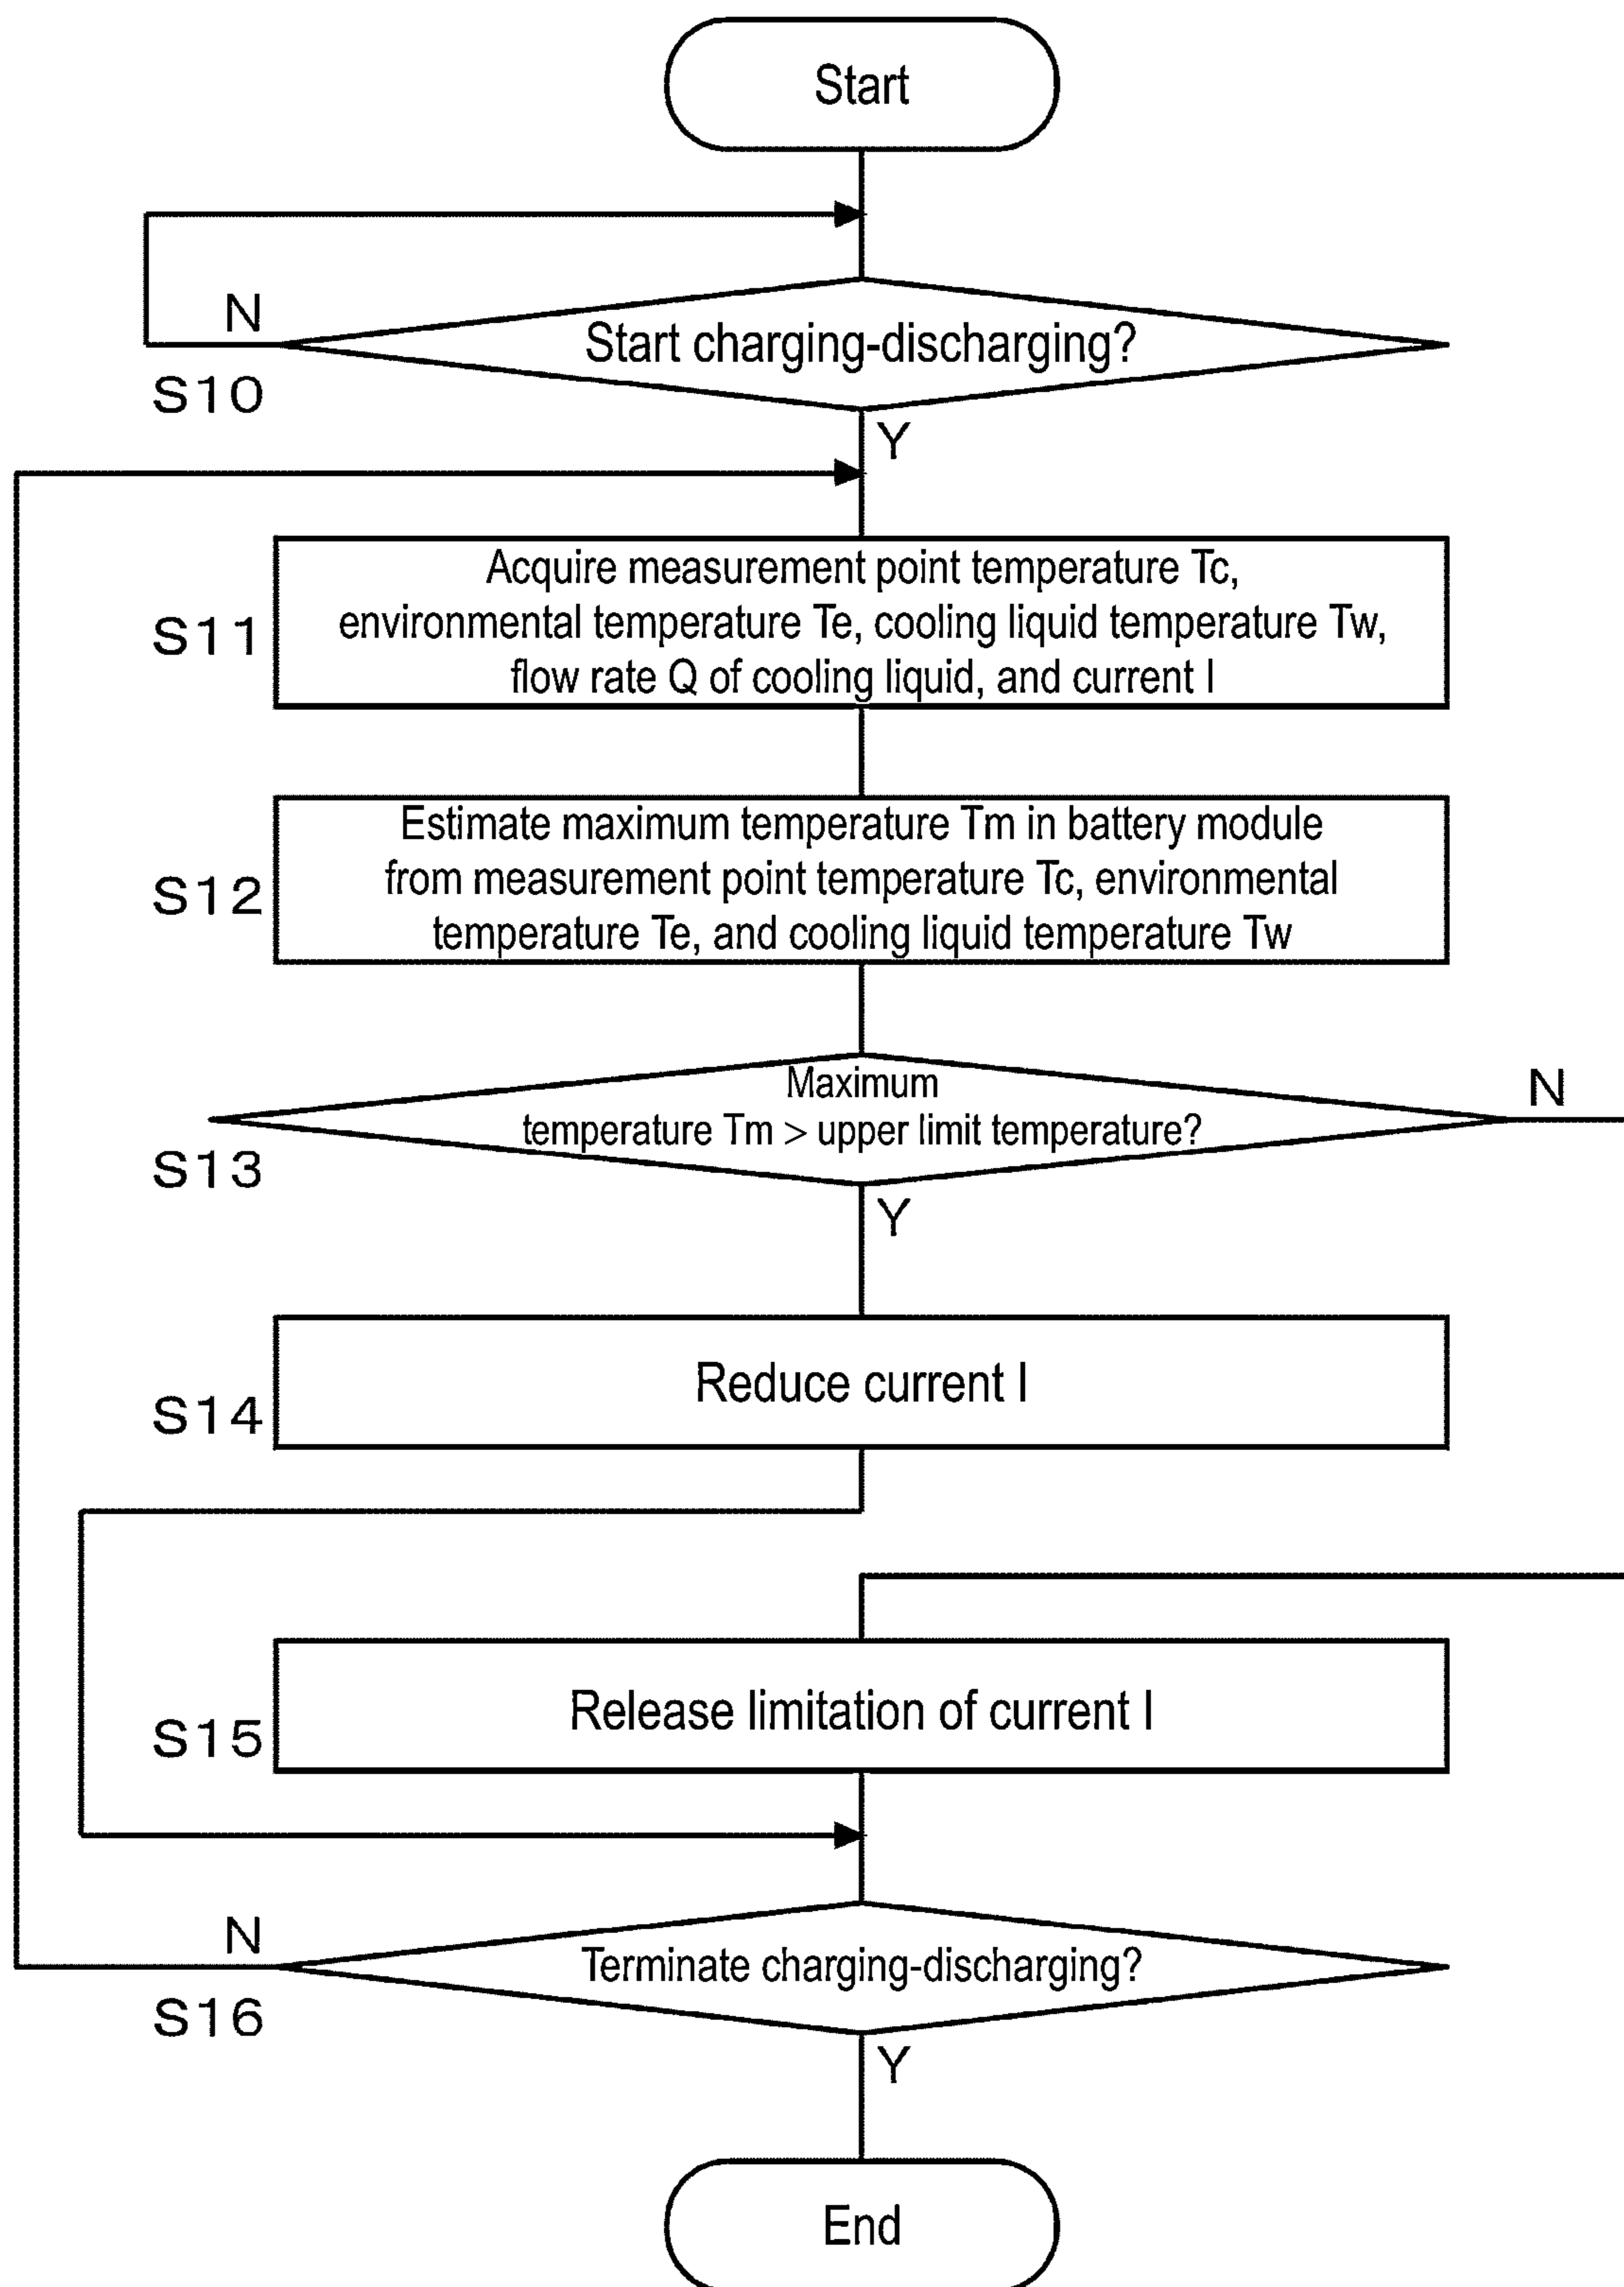 Start
N
Start charging-discharging?
S10
Y
Acquire measurement point temperature Tc,
environmental temperature Te, cooling liquid temperature Tw,
flow rate Q of cooling liquid, and current I
S11
Estimate maximum temperature Tm in battery module
from measurement point temperature Tc, environmental
temperature Te, and cooling liquid temperature Tw
S12
Maximum
temperature Tm > upper limit temperature?
N
S13
Y
Reduce current I
S14
Release limitation of current I
S15
N
Terminate charging-discharging?
S16
Y
End